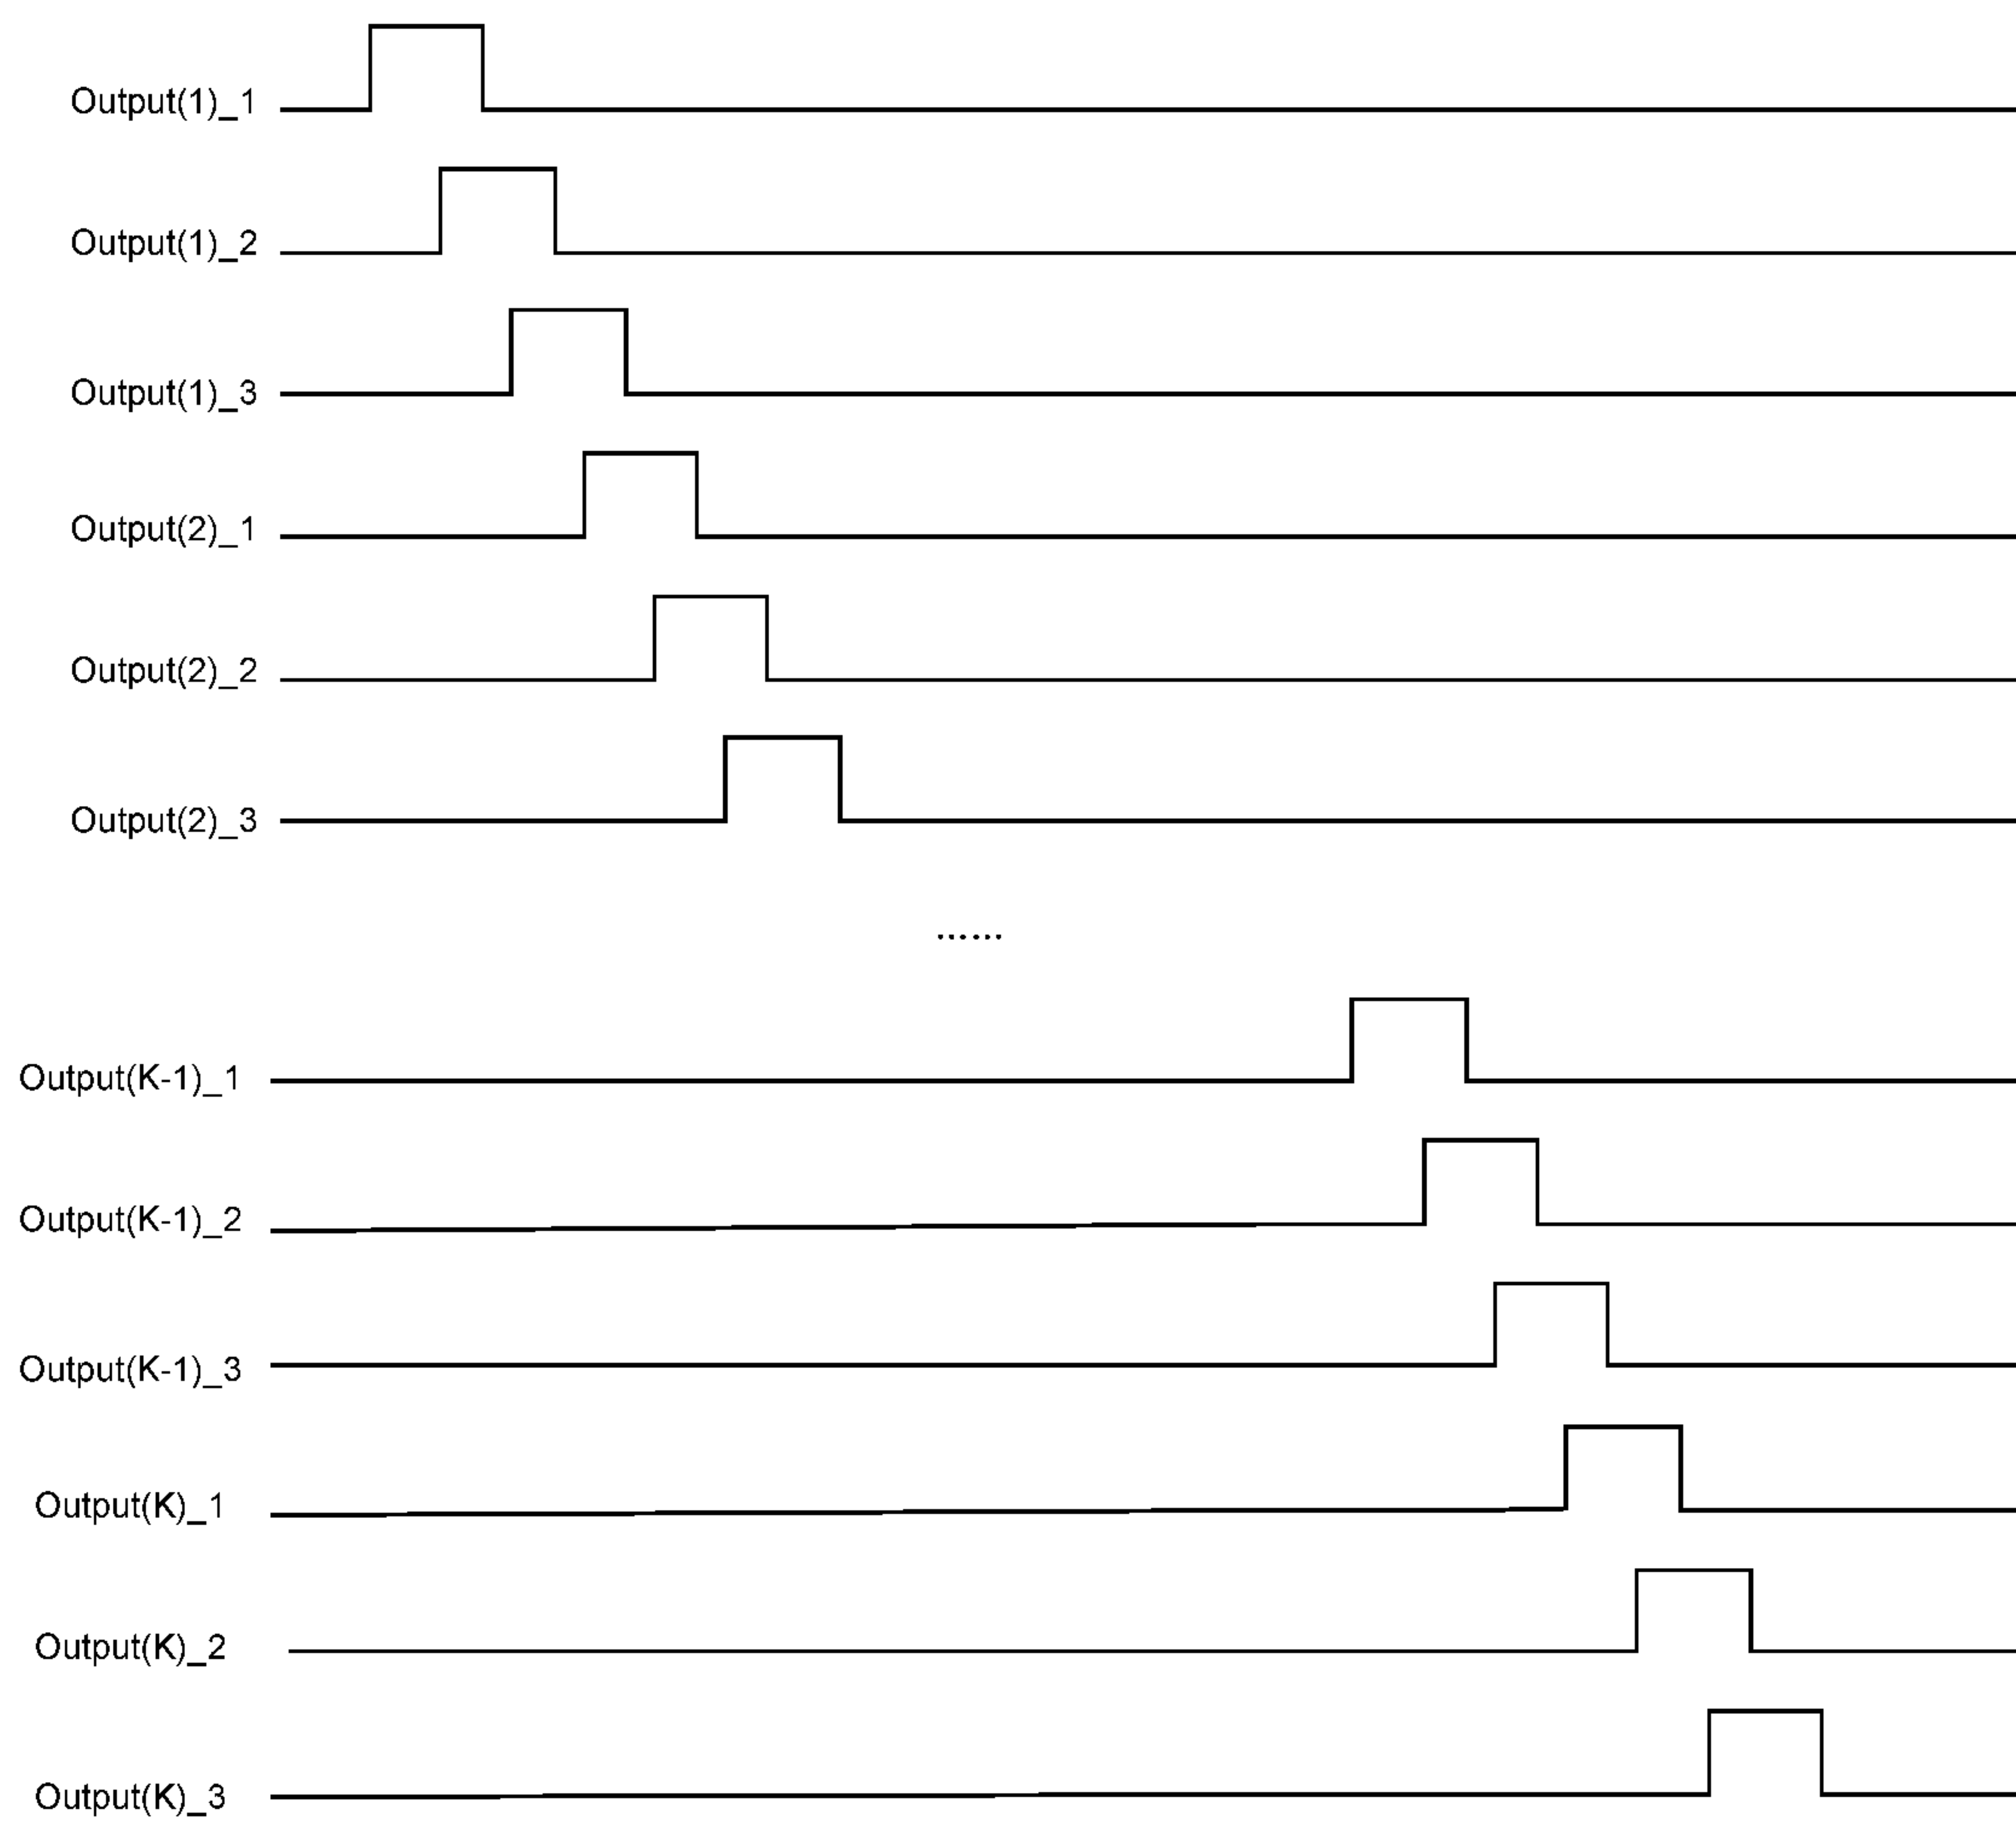 Output(1)_1
Output(1)_2
Output(1)_3
Output(2)_1
Output(2)_2
Output(2)_3
......
Output(K-1)_1
Output(K-1)_2
Output(K-1)_3
Output(K)_1
Output(K)_2
Output(K)_3